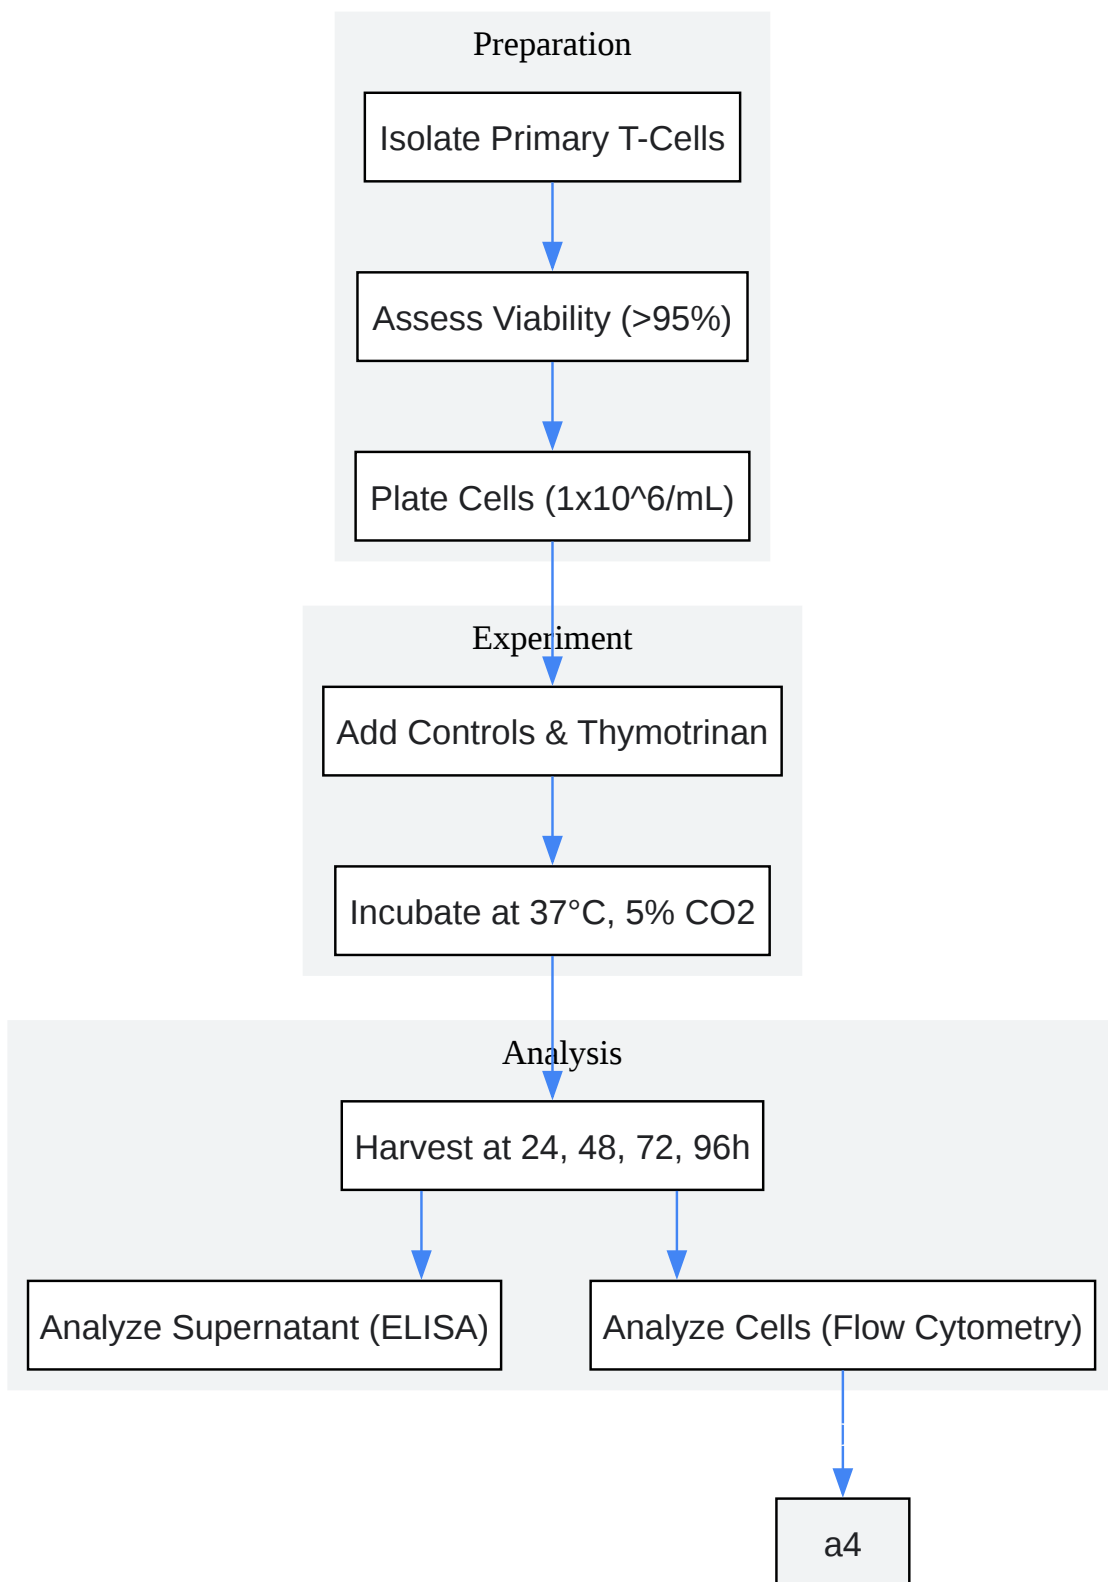 Preparation
Isolate Primary T-Cells
Assess Viability (>95%)
Plate Cells (1x10^6/mL)
Experiment
Add Controls & Thymotrinan
Incubate at 37°C, 5% CO2
Analysis
Harvest at 24, 48, 72, 96h
Analyze Supernatant (ELISA)
Analyze Cells (Flow Cytometry)
a4